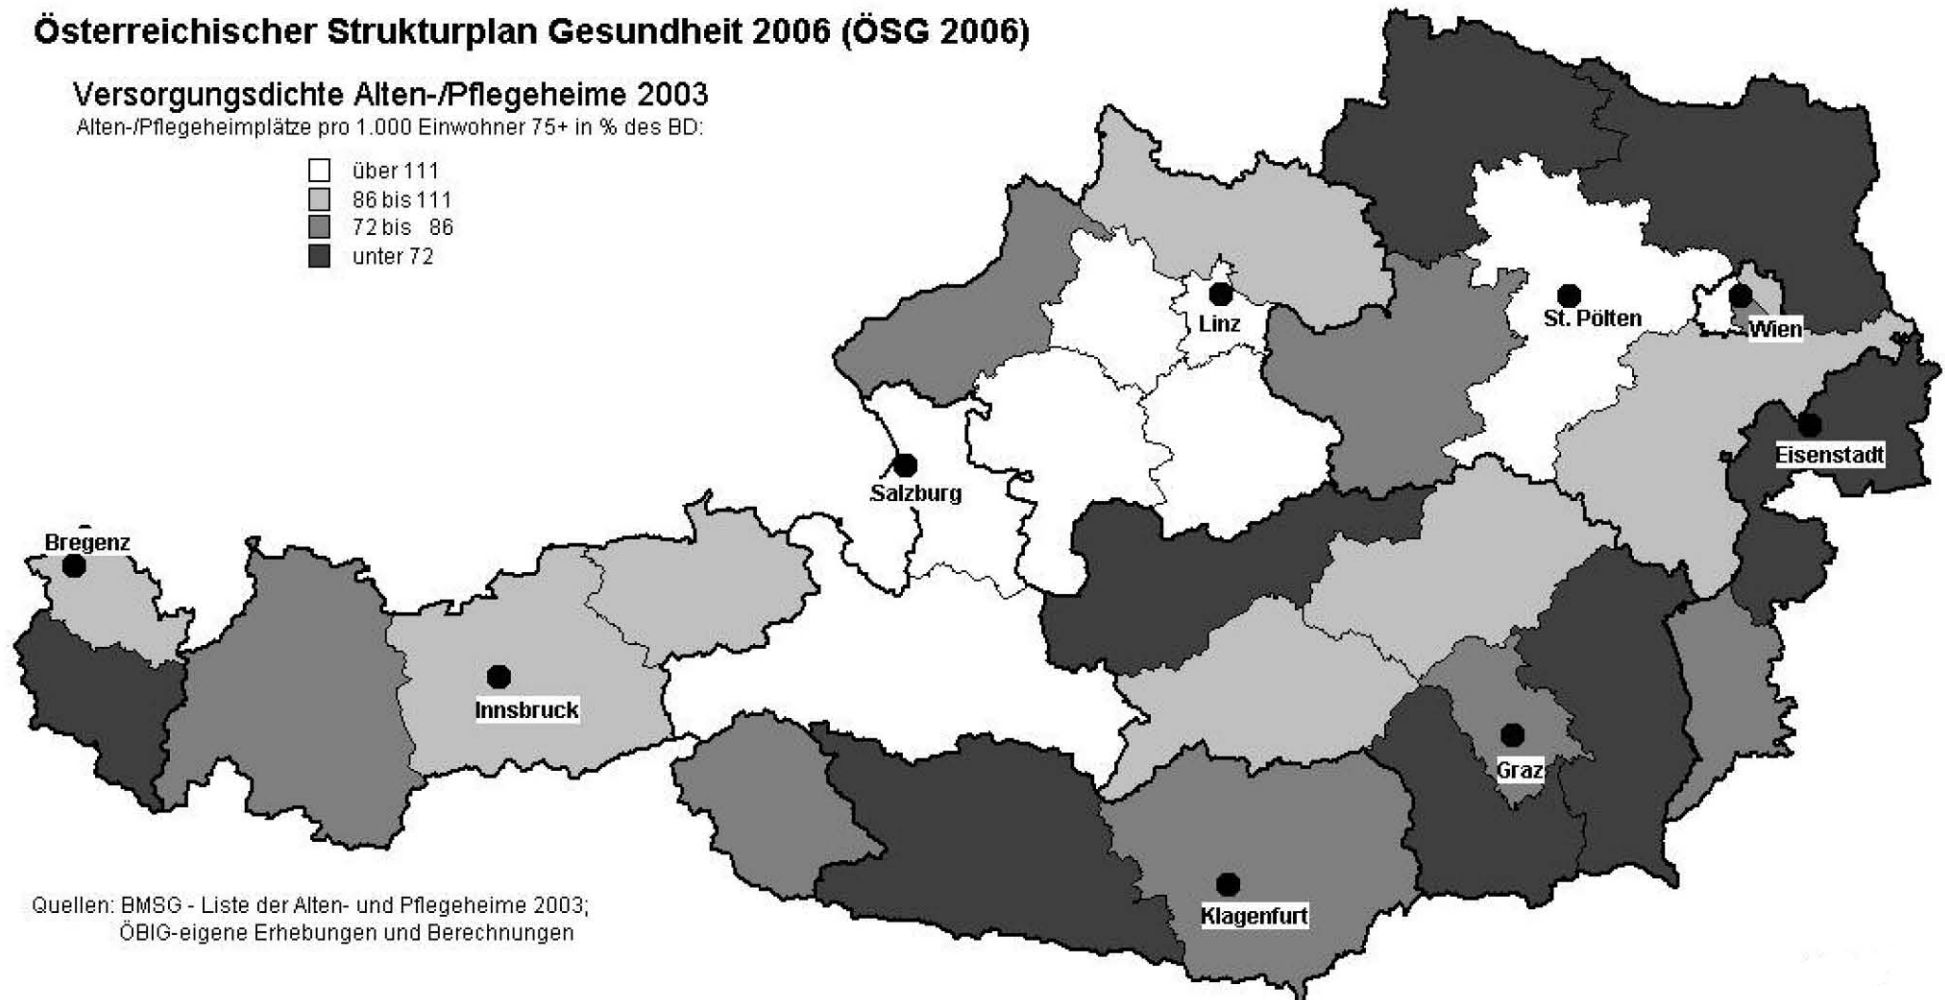 Österreichischer Strukturplan Gesundheit 2006 (ÖSG 2006)
Versorgungsdichte Alten-/Pflegeheime 2003
Alten-/Pflegeheimplätze pro 1.000 Einwohner 75+ in % des BD:
über 111
86 bis 111
72 bis 86
unter 72
Linz
St. Pölten
Wien
Eisenstadt
Salzburg
Bregenz
Innsbruck
Graz
Klagenfurt
Quellen: BMSG - Liste der Alten- und Pflegeheime 2003;
ÖBIG-eigene Erhebungen und Berechnungen